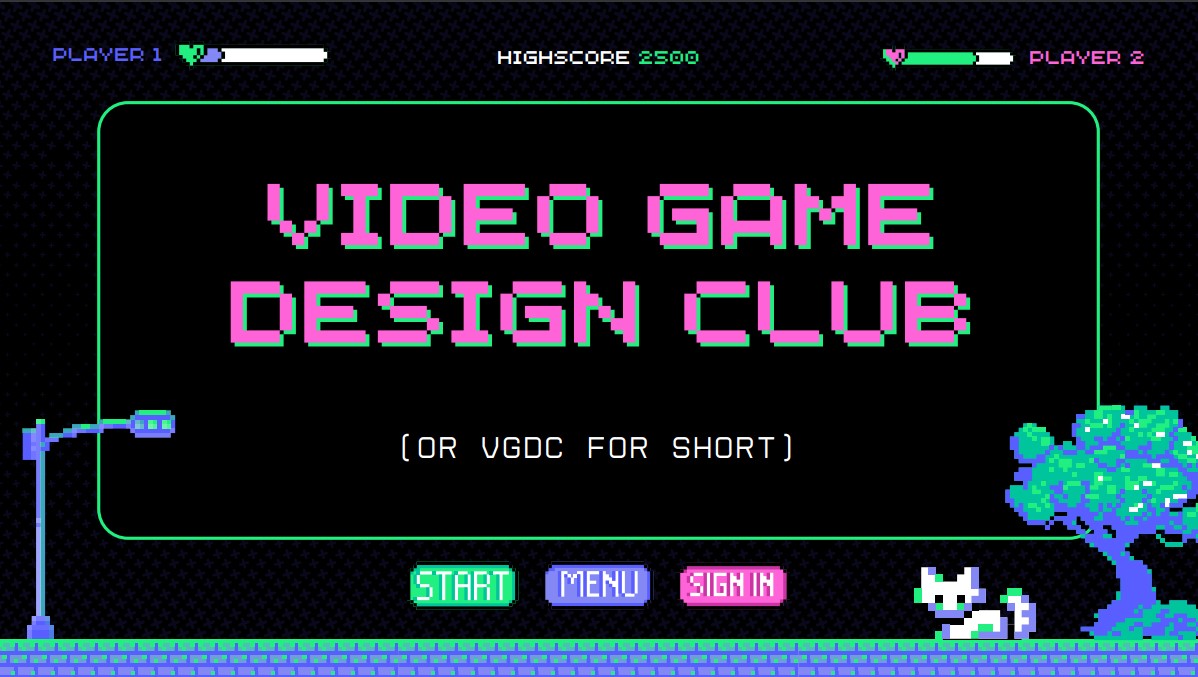 PLAYER 1
HIGHSCORE 2500
PLAYER 2
VIDEO GAME
DESIGN CLUB
(OR VGDC FOR SHORT)
START
MENU
SIGN IN